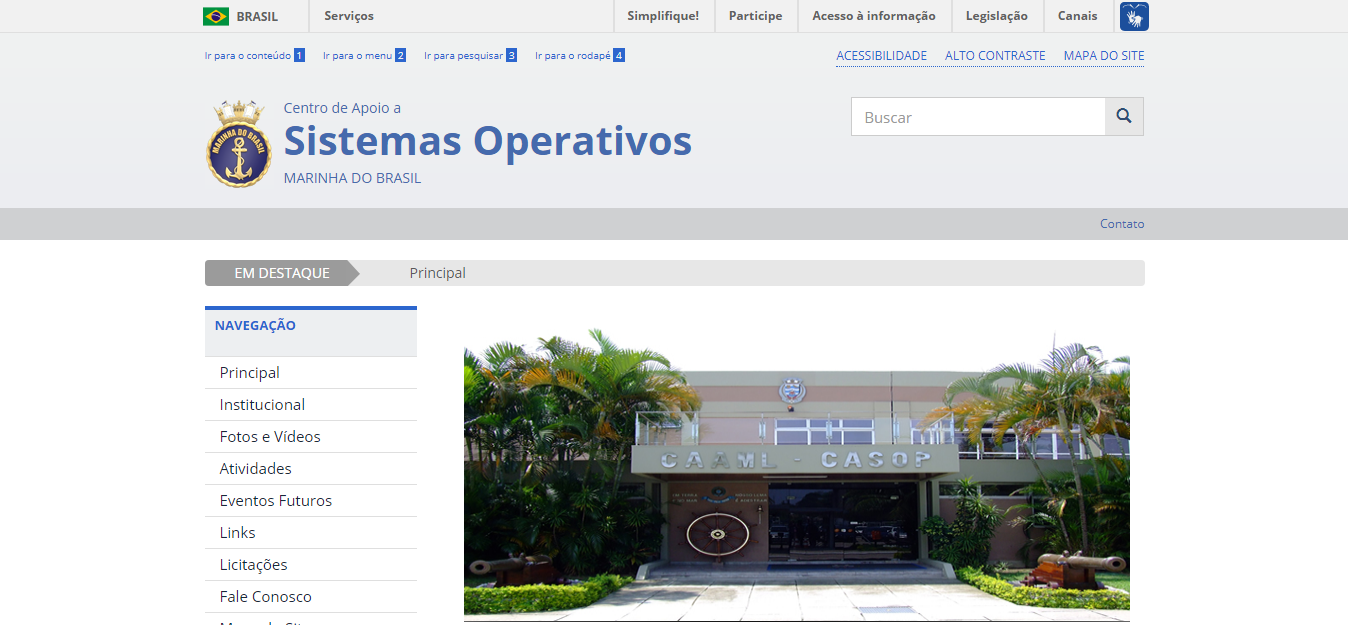 BRASIL Serviços Simplifique! Participe Acesso à informação Legislação Canais
Ir para o conteúdo 1 Ir para o menu 2 Ir para pesquisar 3 Ir para o rodapé 4 ACESSIBILIDADE ALTO CONTRASTE MAPA DO SITE
Centro de Apoio a
Sistemas Operativos
MARINHA DO BRASIL
MARINHA DO BRASIL
Buscar
Contato
EM DESTAQUE Principal
NAVEGAÇÃO
Principal
Institucional
Fotos e Vídeos
Atividades
Eventos Futuros
Links
Licitações
Fale Conosco
CAAML - CASOP